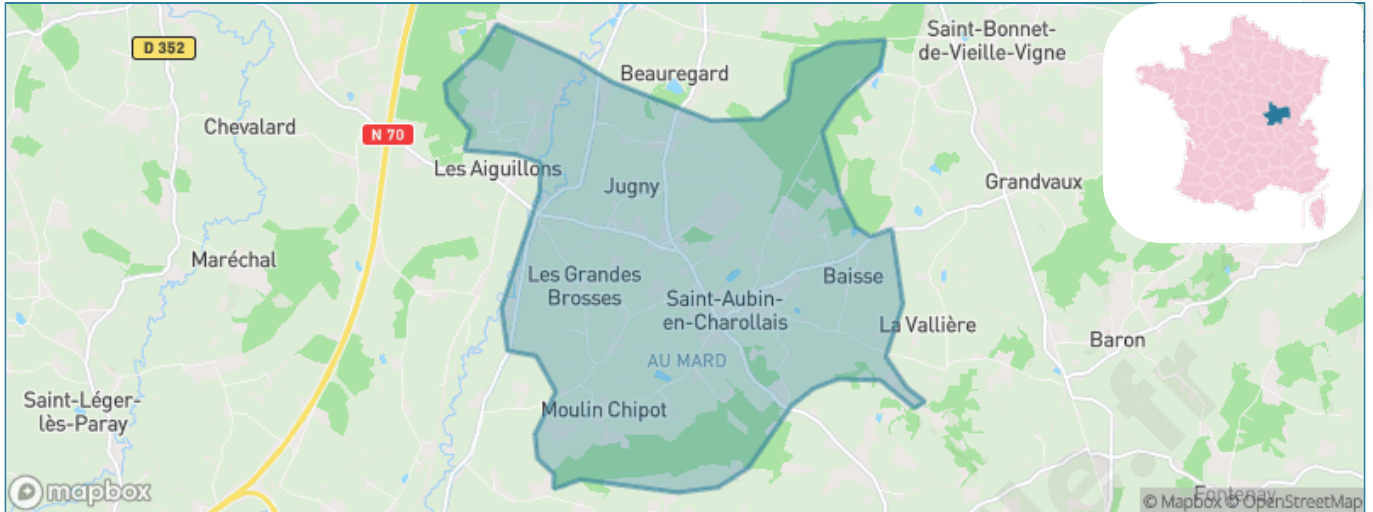 D 352
Saint-Bonnet-
de-Vieille-Vigne
Beauregard
Chevalard
N 70
Les Aiguillons
Jugny
Grandvaux
Maréchal
Les Grandes
Brosses
Baisse
Saint-Aubin-
en-Charollais
La Vallière
Baron
AU MARD
Saint-Léger-
lès-Paray
Moulin Chipot
mapbox
Fontenay
© Mapbox © OpenStreetMap